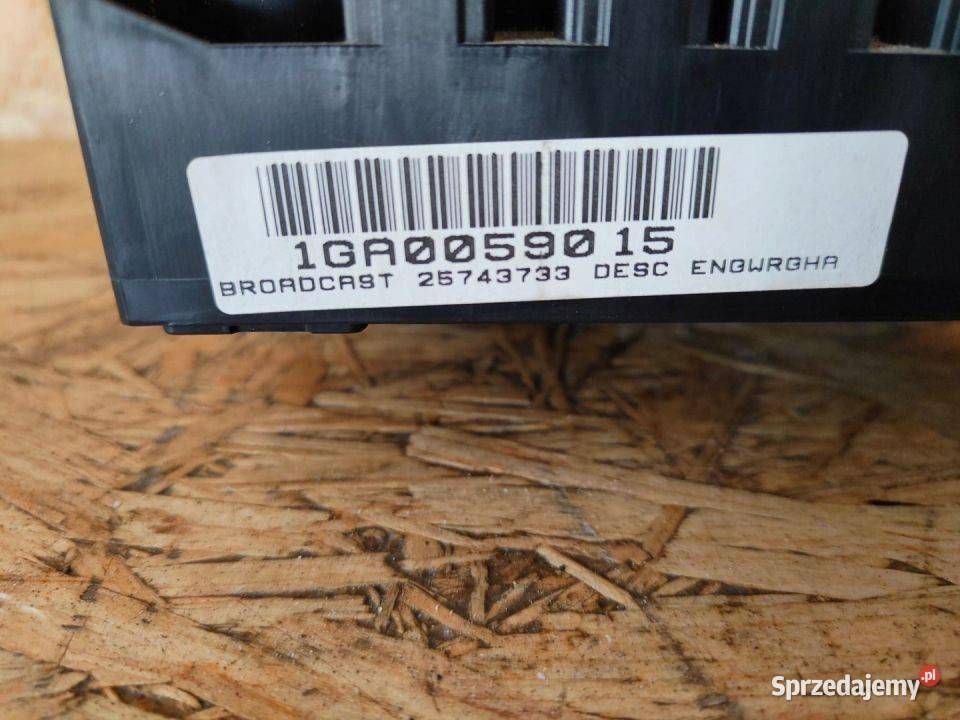 1GA0059015
BROADCAST 25743733 DESC ENGWRGHA
Sprzedajemy.pl